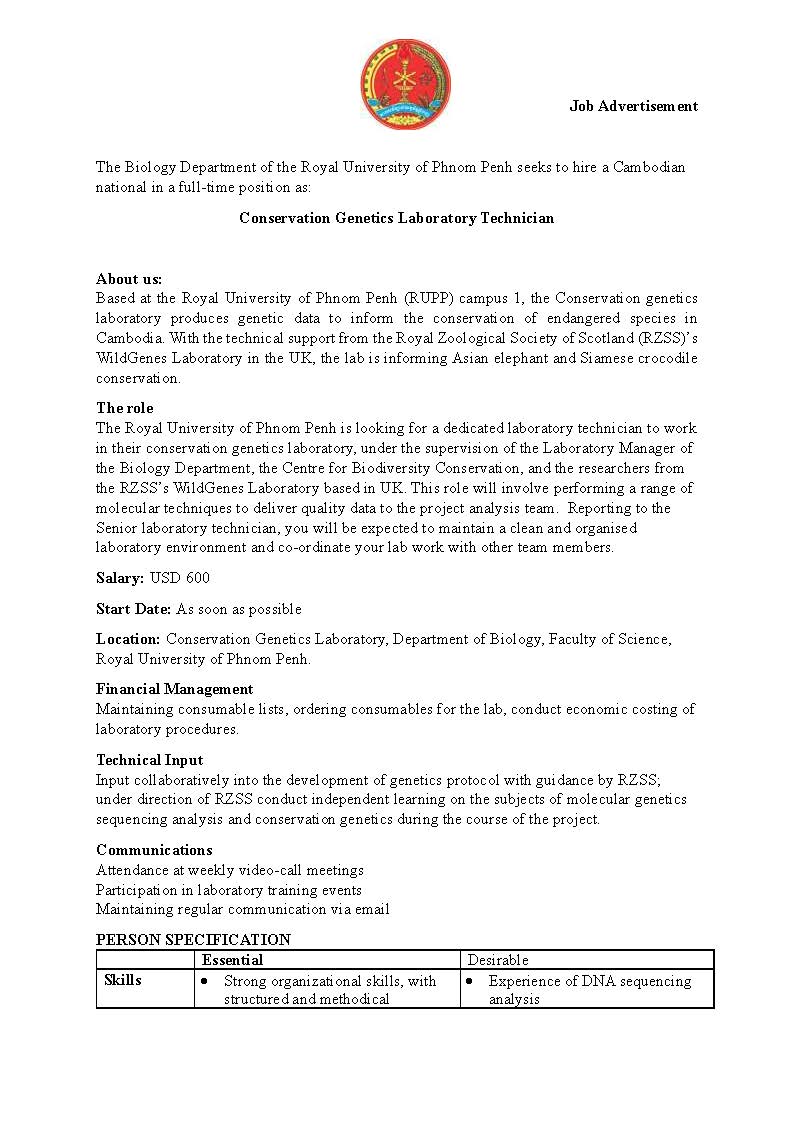 Job Advertisement
The Biology Department of the Royal University of Phnom Penh seeks to hire a Cambodian
national in a full-time position as:
Conservation Genetics Laboratory Technician
About us:
Based at the Royal University of Phnom Penh (RUPP) campus 1, the Conservation genetics
laboratory produces genetic data to inform the conservation of endangered species in
Cambodia. With the technical support from the Royal Zoological Society of Scotland (RZSS)’s
WildGenes Laboratory in the UK, the lab is informing Asian elephant and Siamese crocodile
conservation.
The role
The Royal University of Phnom Penh is looking for a dedicated laboratory technician to work
in their conservation genetics laboratory, under the supervision of the Laboratory Manager of
the Biology Department, the Centre for Biodiversity Conservation, and the researchers from
the RZSS’s WildGenes Laboratory based in UK. This role will involve performing a range of
molecular techniques to deliver quality data to the project analysis team.  Reporting to the
Senior laboratory technician, you will be expected to maintain a clean and organised
laboratory environment and co-ordinate your lab work with other team members.
Salary: USD 600
Start Date: As soon as possible
Location: Conservation Genetics Laboratory, Department of Biology, Faculty of Science,
Royal University of Phnom Penh.
Financial Management
Maintaining consumable lists, ordering consumables for the lab, conduct economic costing of
laboratory procedures.
Technical Input
Input collaboratively into the development of genetics protocol with guidance by RZSS;
under direction of RZSS conduct independent learning on the subjects of molecular genetics
sequencing analysis and conservation genetics during the course of the project.
Communications
Attendance at weekly video-call meetings
Participation in laboratory training events
Maintaining regular communication via email
PERSON SPECIFICATION
Essential Desirable
Skills • Strong organizational skills, with • Experience of DNA sequencing
structured and methodical analysis